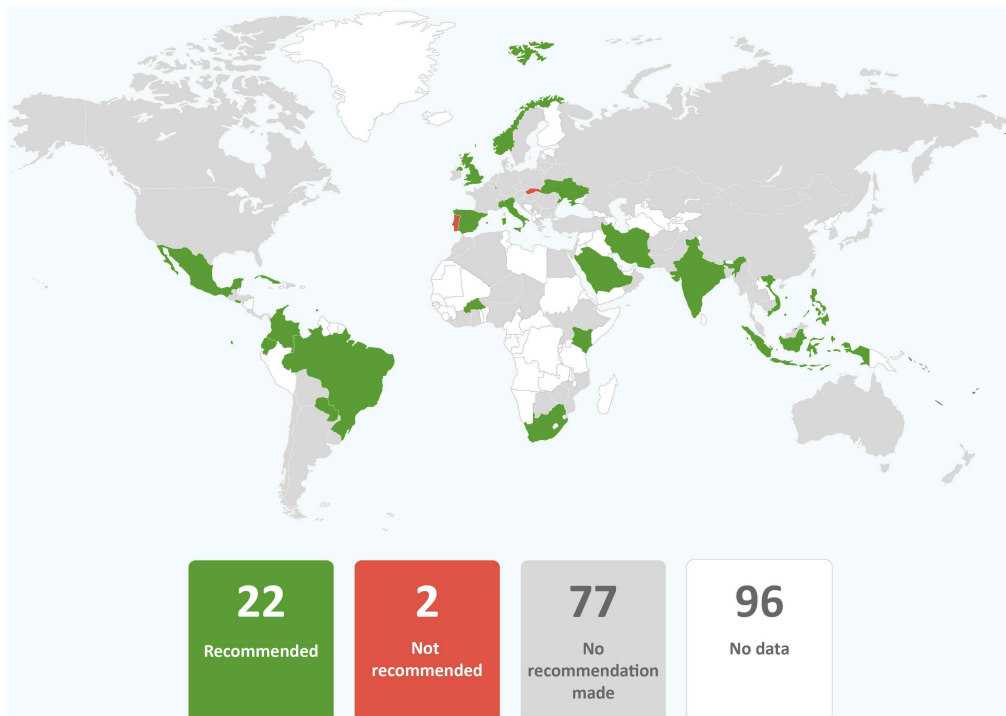 22
Recommended
2
Not
recommended
77
No
recommendation
made
96
No data